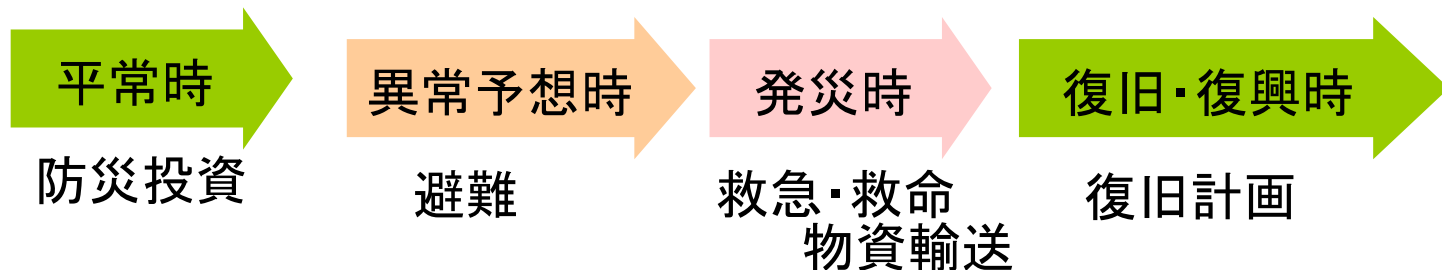 平常時
異常予想時
発災時
復旧・復興時
防災投資
避難
救急・救命
物資輸送
復旧計画